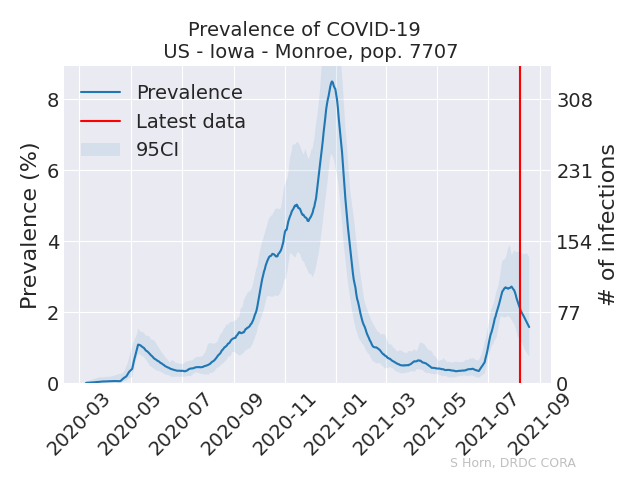 Prevalence of COVID-19
US - Iowa - Monroe, pop. 7707
Prevalence
Latest data
95CI
Prevalence (%)
8
6
4
2
0
308
231
154
77
0
# of infections
2020-03
2020-05
2020-07
2020-09
2020-11
2021-01
2021-03
2021-05
2021-07
2021-09
S Horn, DRDC CORA